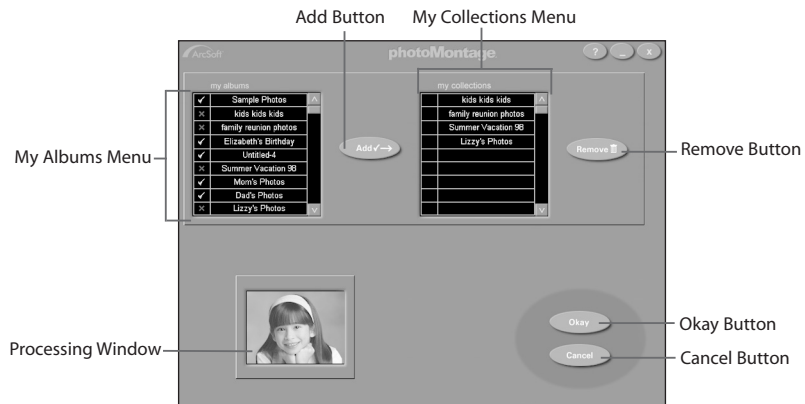 Add Button
My Collections Menu
ArcSoft
photoMontage
?
_
x
my albums
my collections
✓ Sample Photos
× kids kids kids
× family reunion photos
✓ Elizabeth's Birthday
✓ Untitled-4
× Summer Vacation 98
✓ Mom's Photos
✓ Dad's Photos
× Lizzy's Photos
Add✓→
kids kids kids
family reunion photos
Summer Vacation 98
Lizzy's Photos
Remove
My Albums Menu
Remove Button
Processing Window
Okay
Okay Button
Cancel
Cancel Button